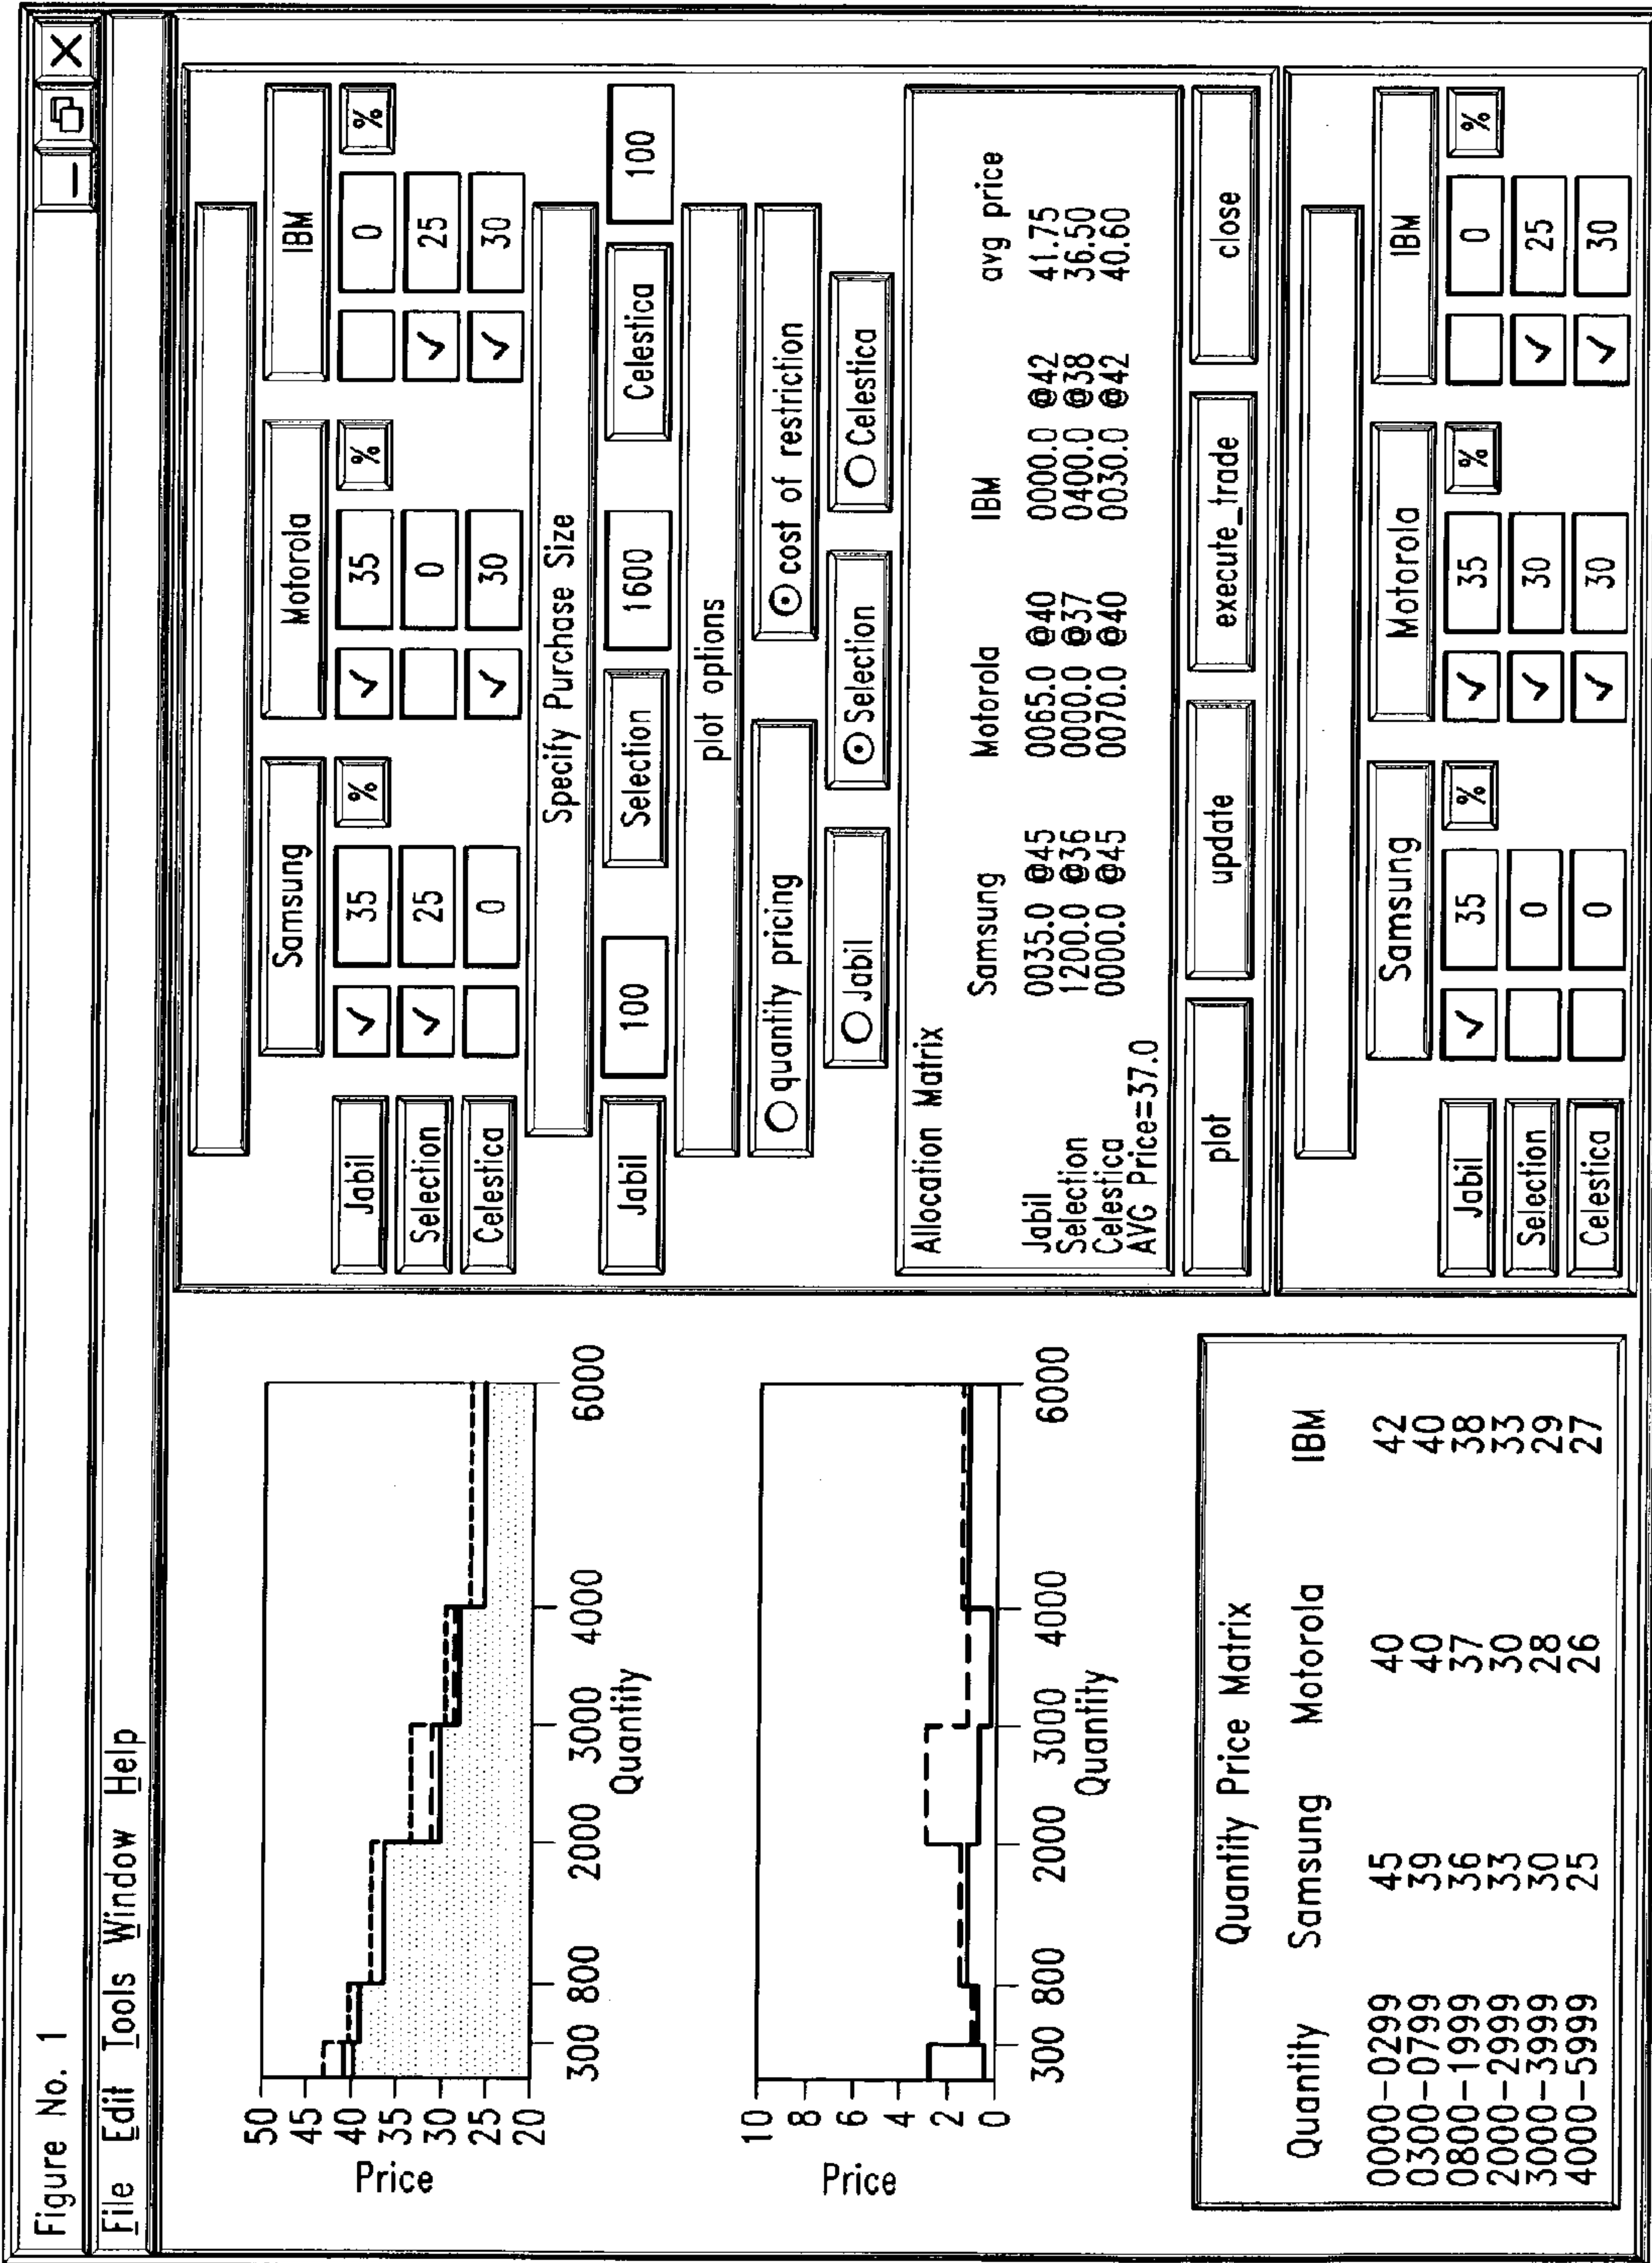 Figure No. 1
File Edit Tools Window Help
50
45
40
35
30
25
20
Price
300 800 2000 3000 4000 6000
Quantity
10
8
6
4
2
0
Price
300 800 2000 3000 4000 6000
Quantity
Quantity Price Matrix
Quantity Samsung Motorola IBM
0000-0299 45 40 42
0300-0799 39 40 40
0800-1999 36 37 38
2000-2999 33 30 33
3000-3999 30 28 29
4000-5999 25 26 27
Samsung Motorola IBM
Jabil ✓ 35 % ✓ 35 % 0 %
Selection ✓ 25 0 ✓ 25
Celestica 0 ✓ 30 ✓ 30
Specify Purchase Size
Jabil 100 Selection 1600 Celestica 100
plot options
quantity pricing cost of restriction
Jabil Selection Celestica
Allocation Matrix
Samsung Motorola IBM avg price
Jabil 0035.0 @45 0065.0 @40 0000.0 @42 41.75
Selection 1200.0 @36 0000.0 @37 0400.0 @38 36.50
Celestica 0000.0 @45 0070.0 @40 0030.0 @42 40.60
AVG Price=37.0
plot update execute_trade close
Samsung Motorola IBM
Jabil ✓ 35 % ✓ 35 % 0 %
Selection 0 ✓ 30 ✓ 25
Celestica 0 ✓ 30 ✓ 30